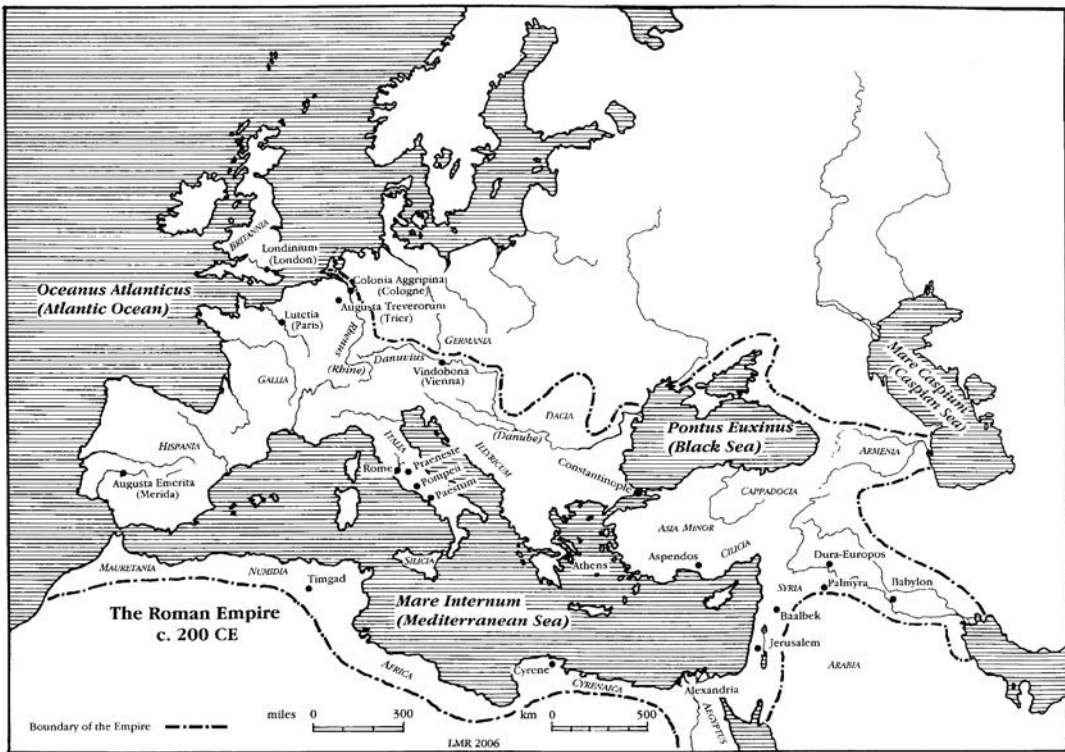 BRITANNIA
Londinium
(London)
Oceanus Atlanticus
(Atlantic Ocean)
Colonia Aggripina
(Cologne)
Augusta Treverorum
(Trier)
Lutetia
(Paris)
Rhenus
(Rhine)
GERMANIA
Danuvius
Vindobona
(Vienna)
GALLIA
DACIA
(Danube)
Mare Caspiumi
(Caspian Sea)
Pontus Euxinus
(Black Sea)
ARMENIA
HISPANIA
ITALIA
ILLYRICUM
Rome
Praeneste
Pompeii
Paestum
Constantinople
CAPPADOCIA
Augusta Emerita
(Merida)
ASIA MINOR
Aspendos
CILICIA
Athens
SILICIA
Dura-Europos
MAURETANIA
NUMIDIA
Timgad
SYRIA
Palmyra
Babylon
Baalbek
Mare Internum
(Mediterranean Sea)
The Roman Empire
c. 200 CE
Jerusalem
ARABIA
AFRICA
Cyrene
CYRENAICA
Alexandria
AEGYPTUS
Boundary of the Empire
miles 0 300 km 0 500
LMR 2006